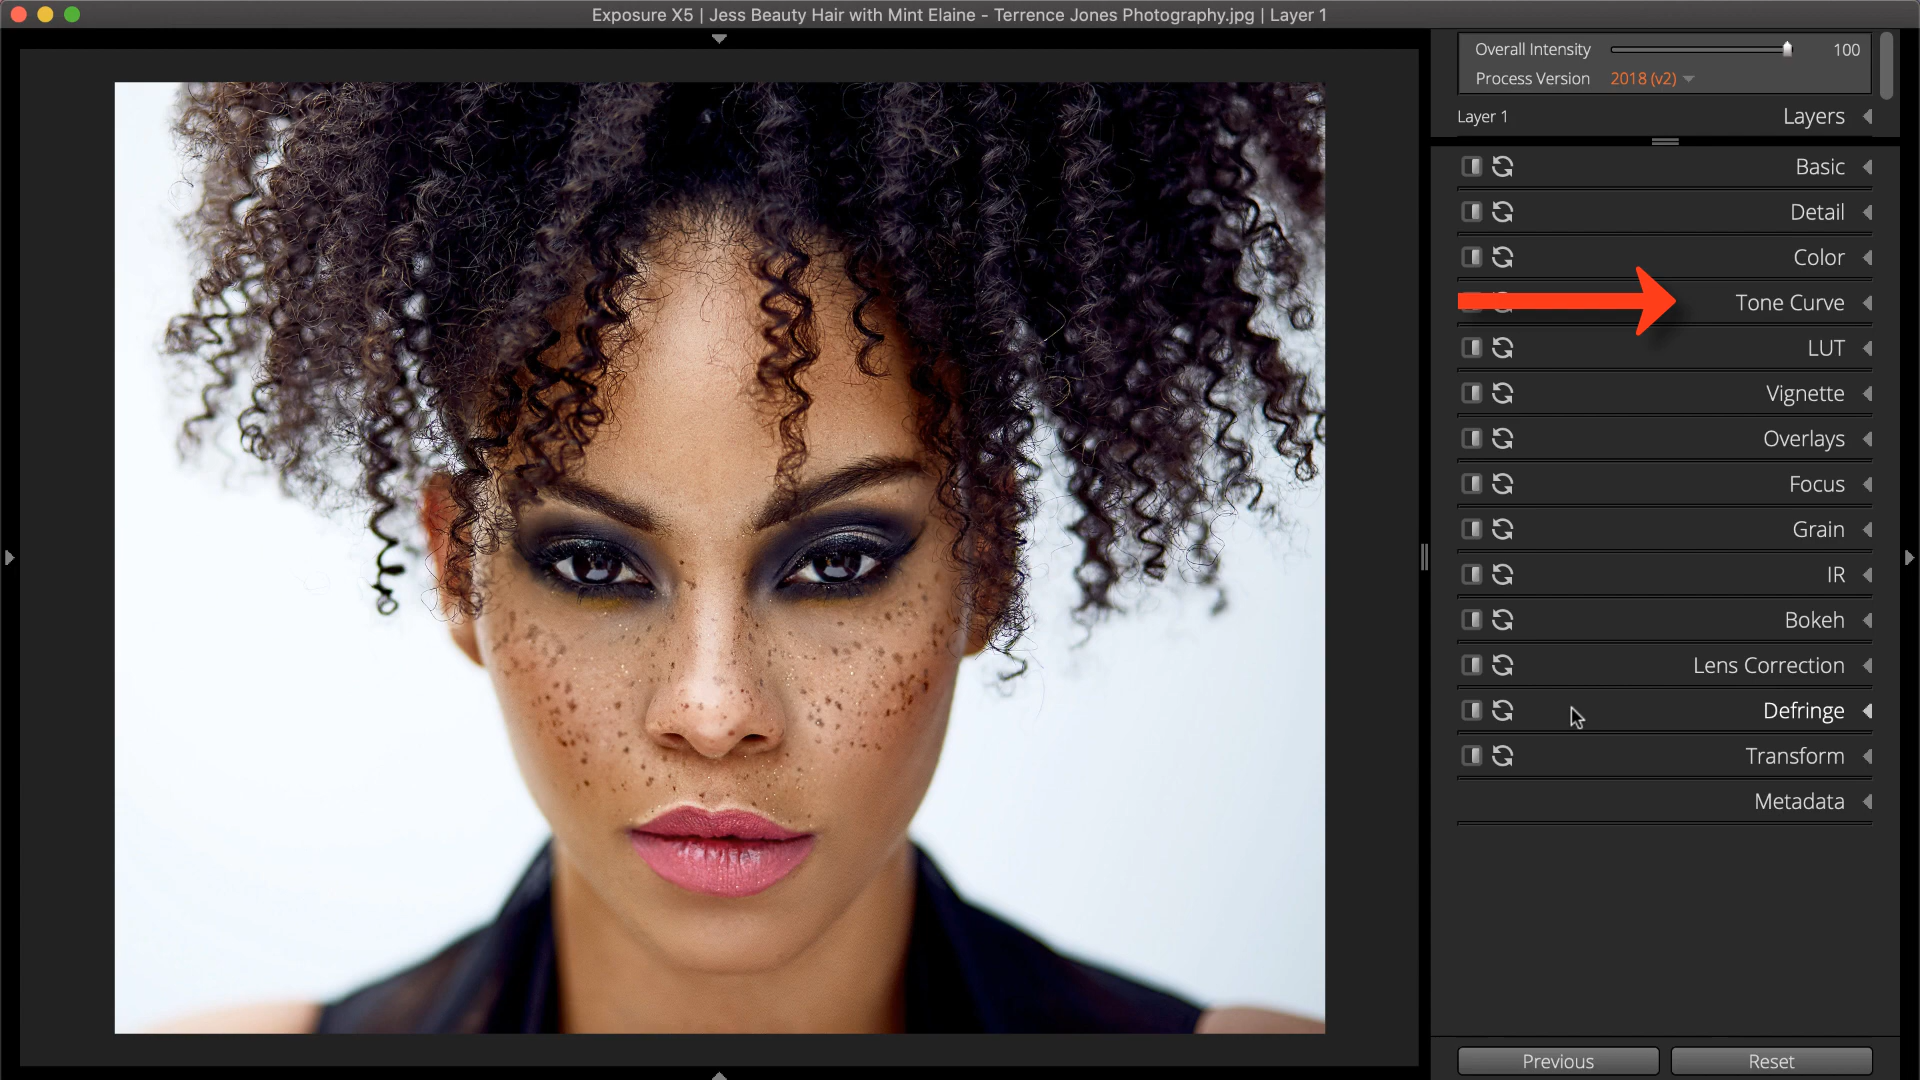 Exposure X5 | Jess Beauty Hair with Mint Elaine - Terrence Jones Photography.jpg | Layer 1
Overall Intensity 100
Process Version 2018 (v2)
Layer 1 Layers
Basic
Detail
Color
Tone Curve
LUT
Vignette
Overlays
Focus
Grain
IR
Bokeh
Lens Correction
Defringe
Transform
Metadata
Previous Reset